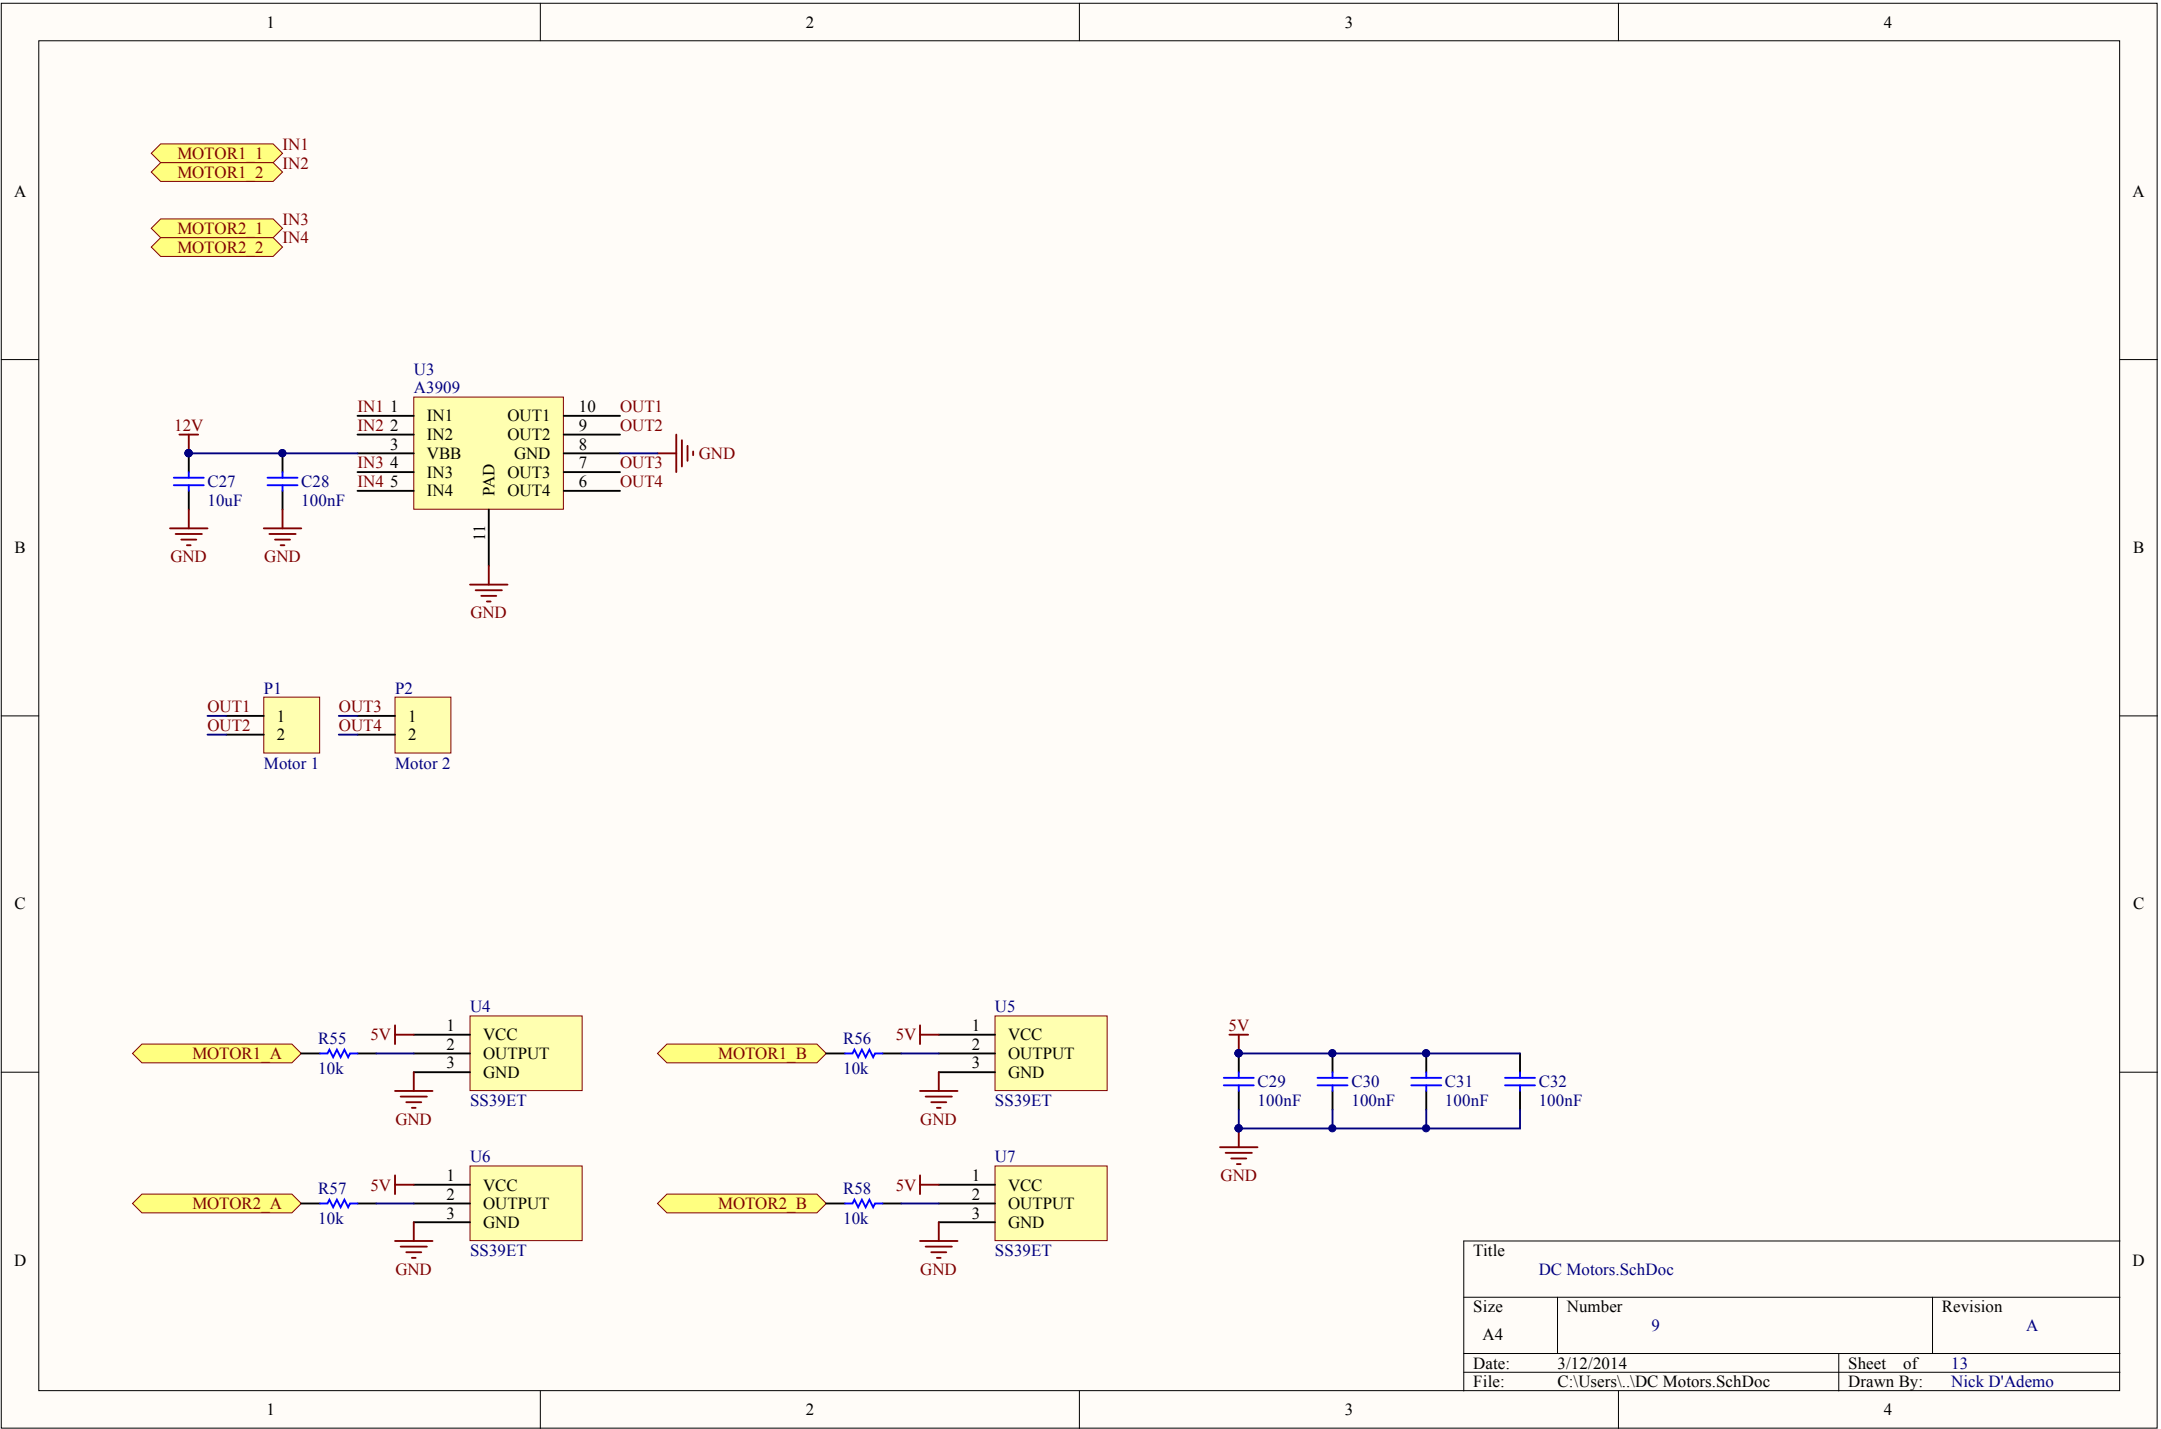 1 2 3 4
A A
MOTOR1_1 IN1
MOTOR1_2 IN2
MOTOR2_1 IN3
MOTOR2_2 IN4
U3
A3909
12V
IN1 1 IN1 OUT1 10 OUT1
IN2 2 IN2 OUT2 9 OUT2
3 VBB GND 8 GND
IN3 4 IN3 OUT3 7 OUT3
IN4 5 IN4 OUT4 6 OUT4
PAD
11
C27
10uF
C28
100nF
GND GND
GND
B B
P1 P2
OUT1 1 OUT3 1
OUT2 2 OUT4 2
Motor 1 Motor 2
C C
U4
MOTOR1_A R55 10k
5V 1 VCC
2 OUTPUT
3 GND
GND
SS39ET
U5
MOTOR1_B R56 10k
5V 1 VCC
2 OUTPUT
3 GND
GND
SS39ET
5V
C29 C30 C31 C32
100nF 100nF 100nF 100nF
GND
U6
MOTOR2_A R57 10k
5V 1 VCC
2 OUTPUT
3 GND
GND
SS39ET
U7
MOTOR2_B R58 10k
5V 1 VCC
2 OUTPUT
3 GND
GND
SS39ET
D D
Title
DC Motors.SchDoc
Size Number Revision
A4 9 A
Date: 3/12/2014 Sheet of 13
File: C:\Users\..\DC Motors.SchDoc Drawn By: Nick D'Ademo
1 2 3 4